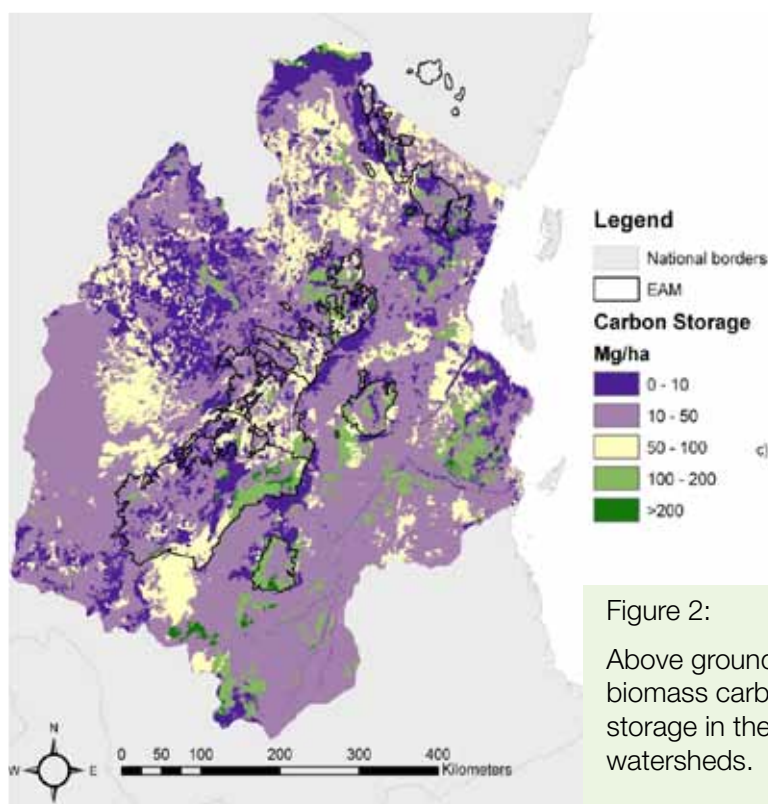 Legend
National borders
EAM
Carbon Storage
Mg/ha
0 - 10
10 - 50
50 - 100
c)
100 - 200
>200
Figure 2:
Above ground
biomass carb
storage in the
watersheds.
N
W
E
S
0 50 100 200 300 400
Kilometers